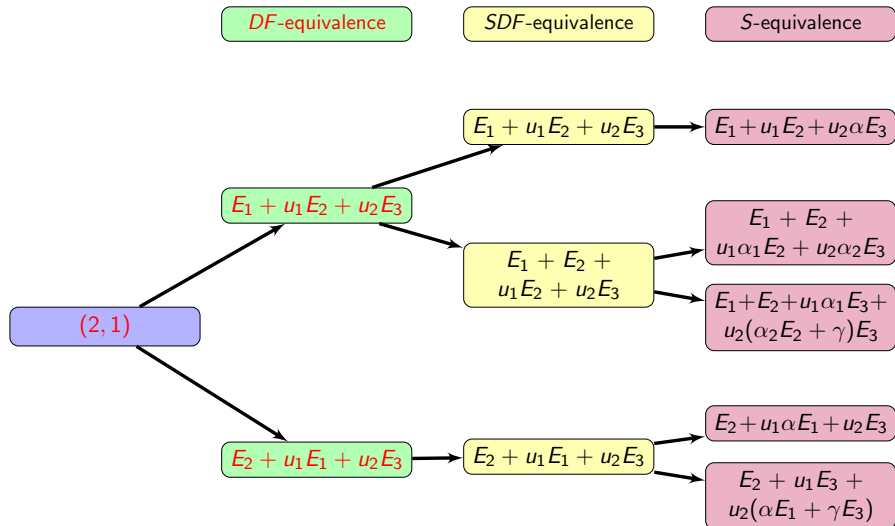 DF-equivalence
SDF-equivalence
S-equivalence
E₁ + u₁E₂ + u₂E₃
E₁ + u₁E₂ + u₂αE₃
E₁ + u₁E₂ + u₂E₃
E₁ + E₂ +
u₁α₁E₂ + u₂α₂E₃
E₁ + E₂ +
u₁E₂ + u₂E₃
E₁ + E₂ + u₁α₁E₃ +
u₂(α₂E₂ + γ)E₃
(2, 1)
E₂ + u₁αE₁ + u₂E₃
E₂ + u₁E₁ + u₂E₃
E₂ + u₁E₁ + u₂E₃
E₂ + u₁E₃ +
u₂(αE₁ + γE₃)